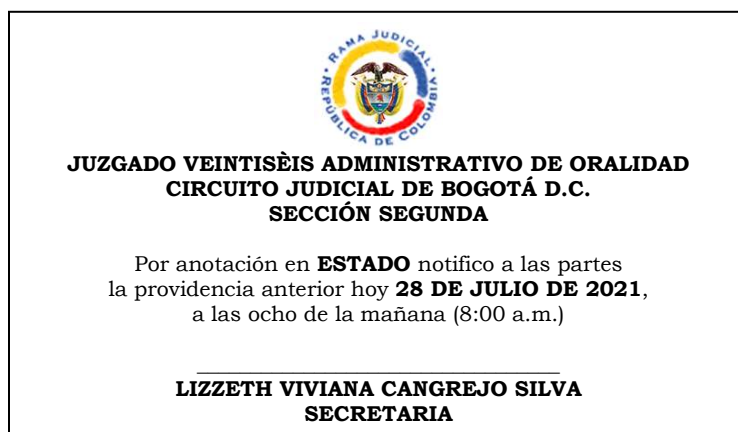 RAMA JUDICIAL
REPÚBLICA DE COLOMBIA
JUZGADO VEINTISÈIS ADMINISTRATIVO DE ORALIDAD
CIRCUITO JUDICIAL DE BOGOTÁ D.C.
SECCIÓN SEGUNDA
Por anotación en ESTADO notifico a las partes
la providencia anterior hoy 28 DE JULIO DE 2021,
a las ocho de la mañana (8:00 a.m.)
LIZZETH VIVIANA CANGREJO SILVA
SECRETARIA